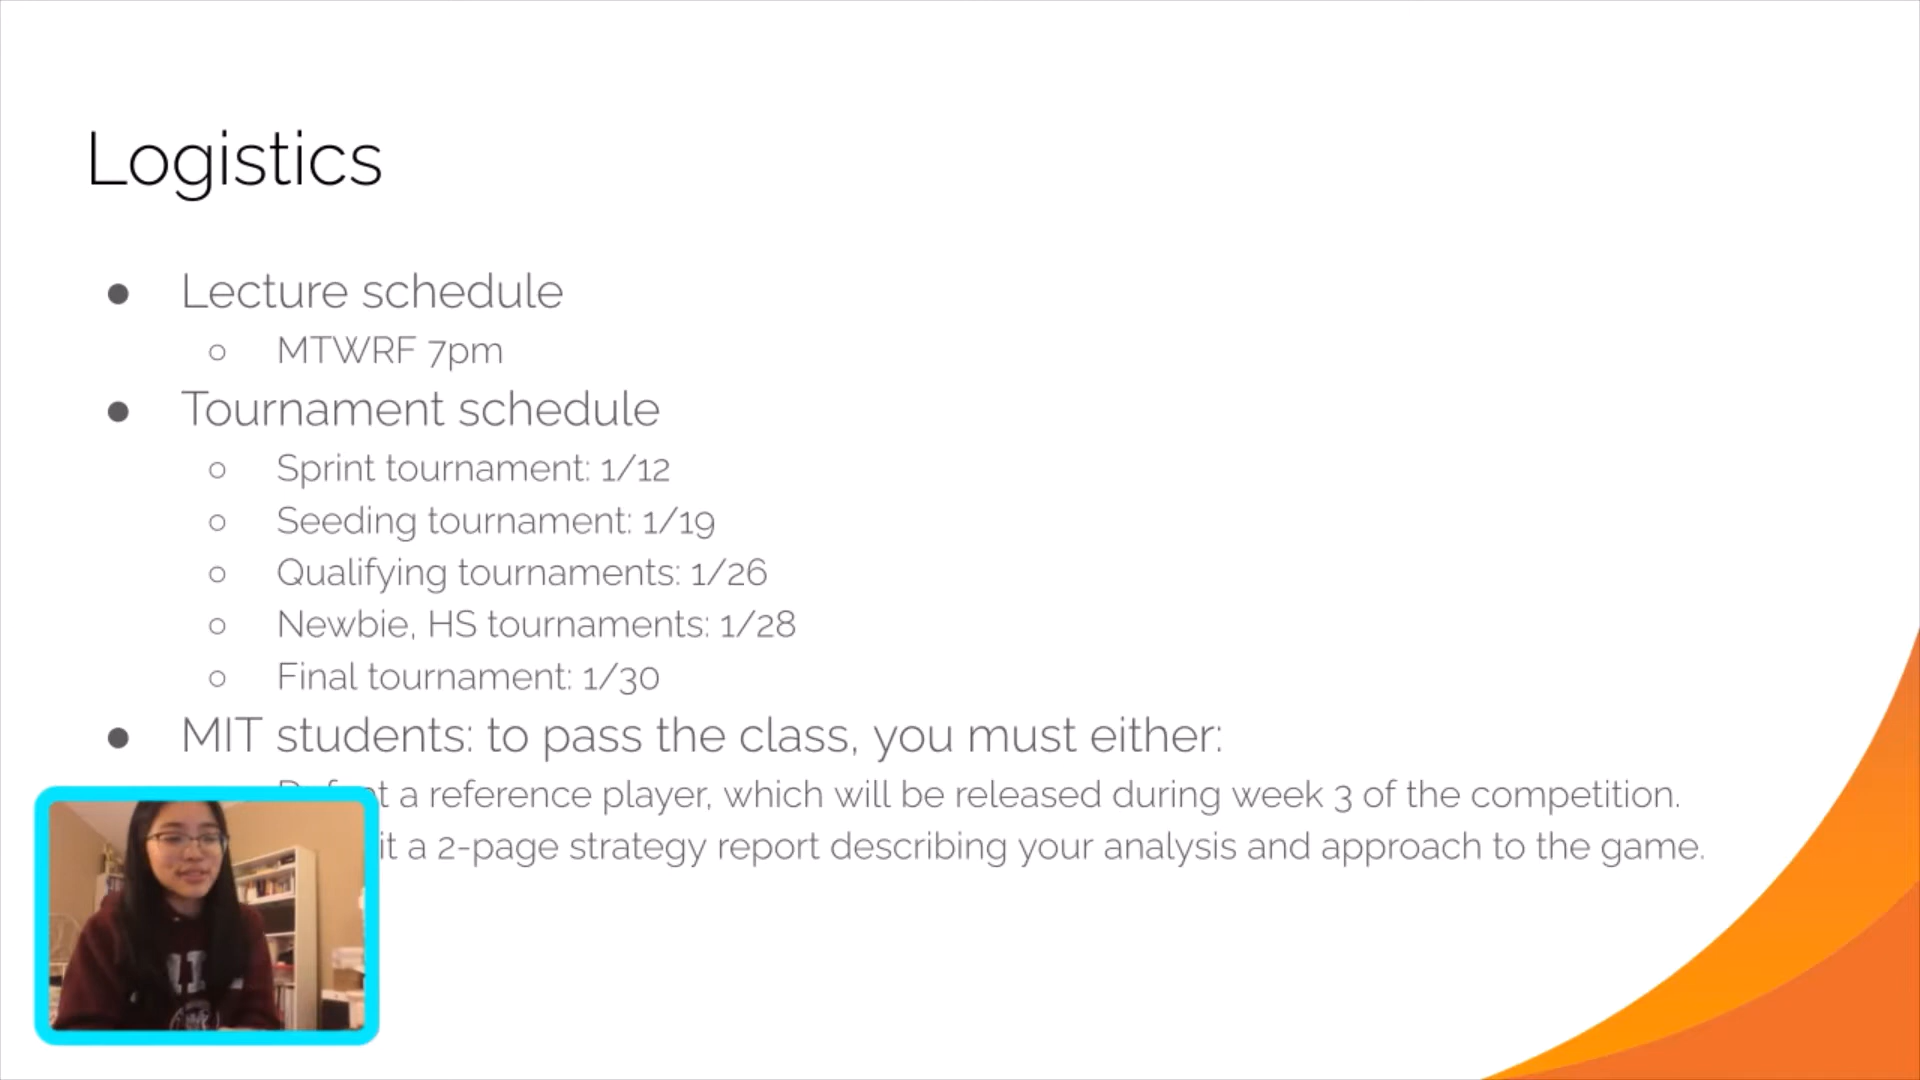 Logistics
● Lecture schedule
○ MTWRF 7pm
● Tournament schedule
○ Sprint tournament: 1/12
○ Seeding tournament: 1/19
○ Qualifying tournaments: 1/26
○ Newbie, HS tournaments: 1/28
○ Final tournament: 1/30
● MIT students: to pass the class, you must either:
a reference player, which will be released during week 3 of the competition.
a 2-page strategy report describing your analysis and approach to the game.